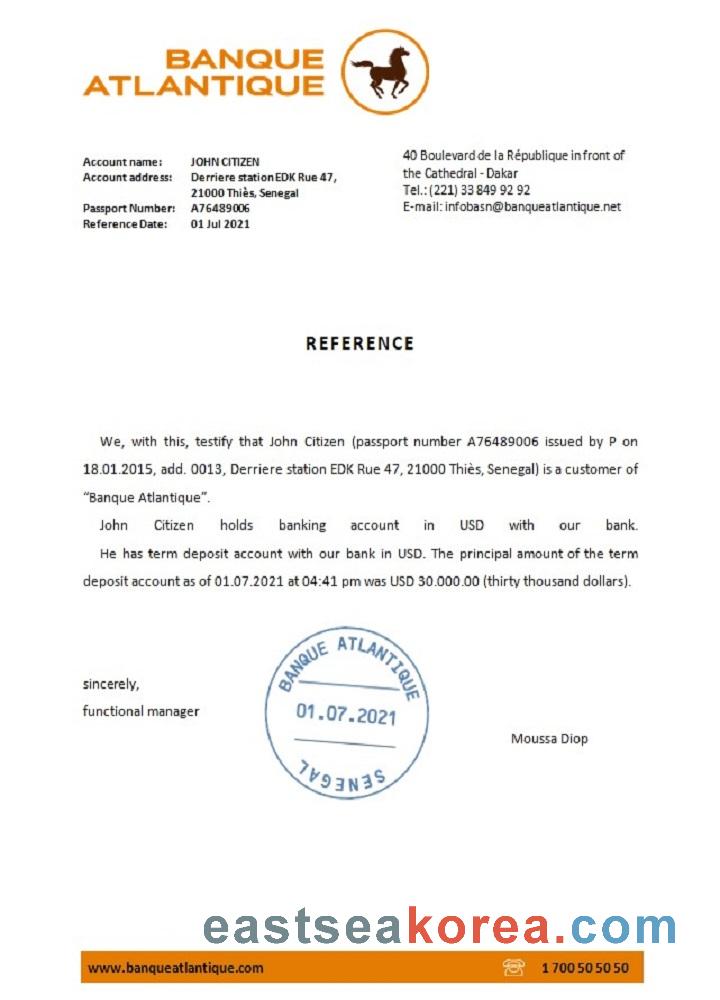 BANQUE
ATLANTIQUE
Account name: JOHN CITIZEN
Account address: Derriere station EDK Rue 47,
21000 Thiès, Senegal
Passport Number: A76489006
Reference Date: 01 Jul 2021
40 Boulevard de la République in front of
the Cathedral - Dakar
Tel.: (221) 33 849 92 92
E-mail: infobasn@banqueatlantique.net
REFERENCE
We, with this, testify that John Citizen (passport number A76489006 issued by P on
18.01.2015, add. 0013, Derriere station EDK Rue 47, 21000 Thiès, Senegal) is a customer of
“Banque Atlantique”.
John Citizen holds banking account in USD with our bank.
He has term deposit account with our bank in USD. The principal amount of the term
deposit account as of 01.07.2021 at 04:41 pm was USD 30.000.00 (thirty thousand dollars).
sincerely,
functional manager
BANQUE ATLANTIQUE
01.07.2021
SENEGAL
Moussa Diop
eastseakorea.com
www.banqueatlantique.com 1 700 50 50 50